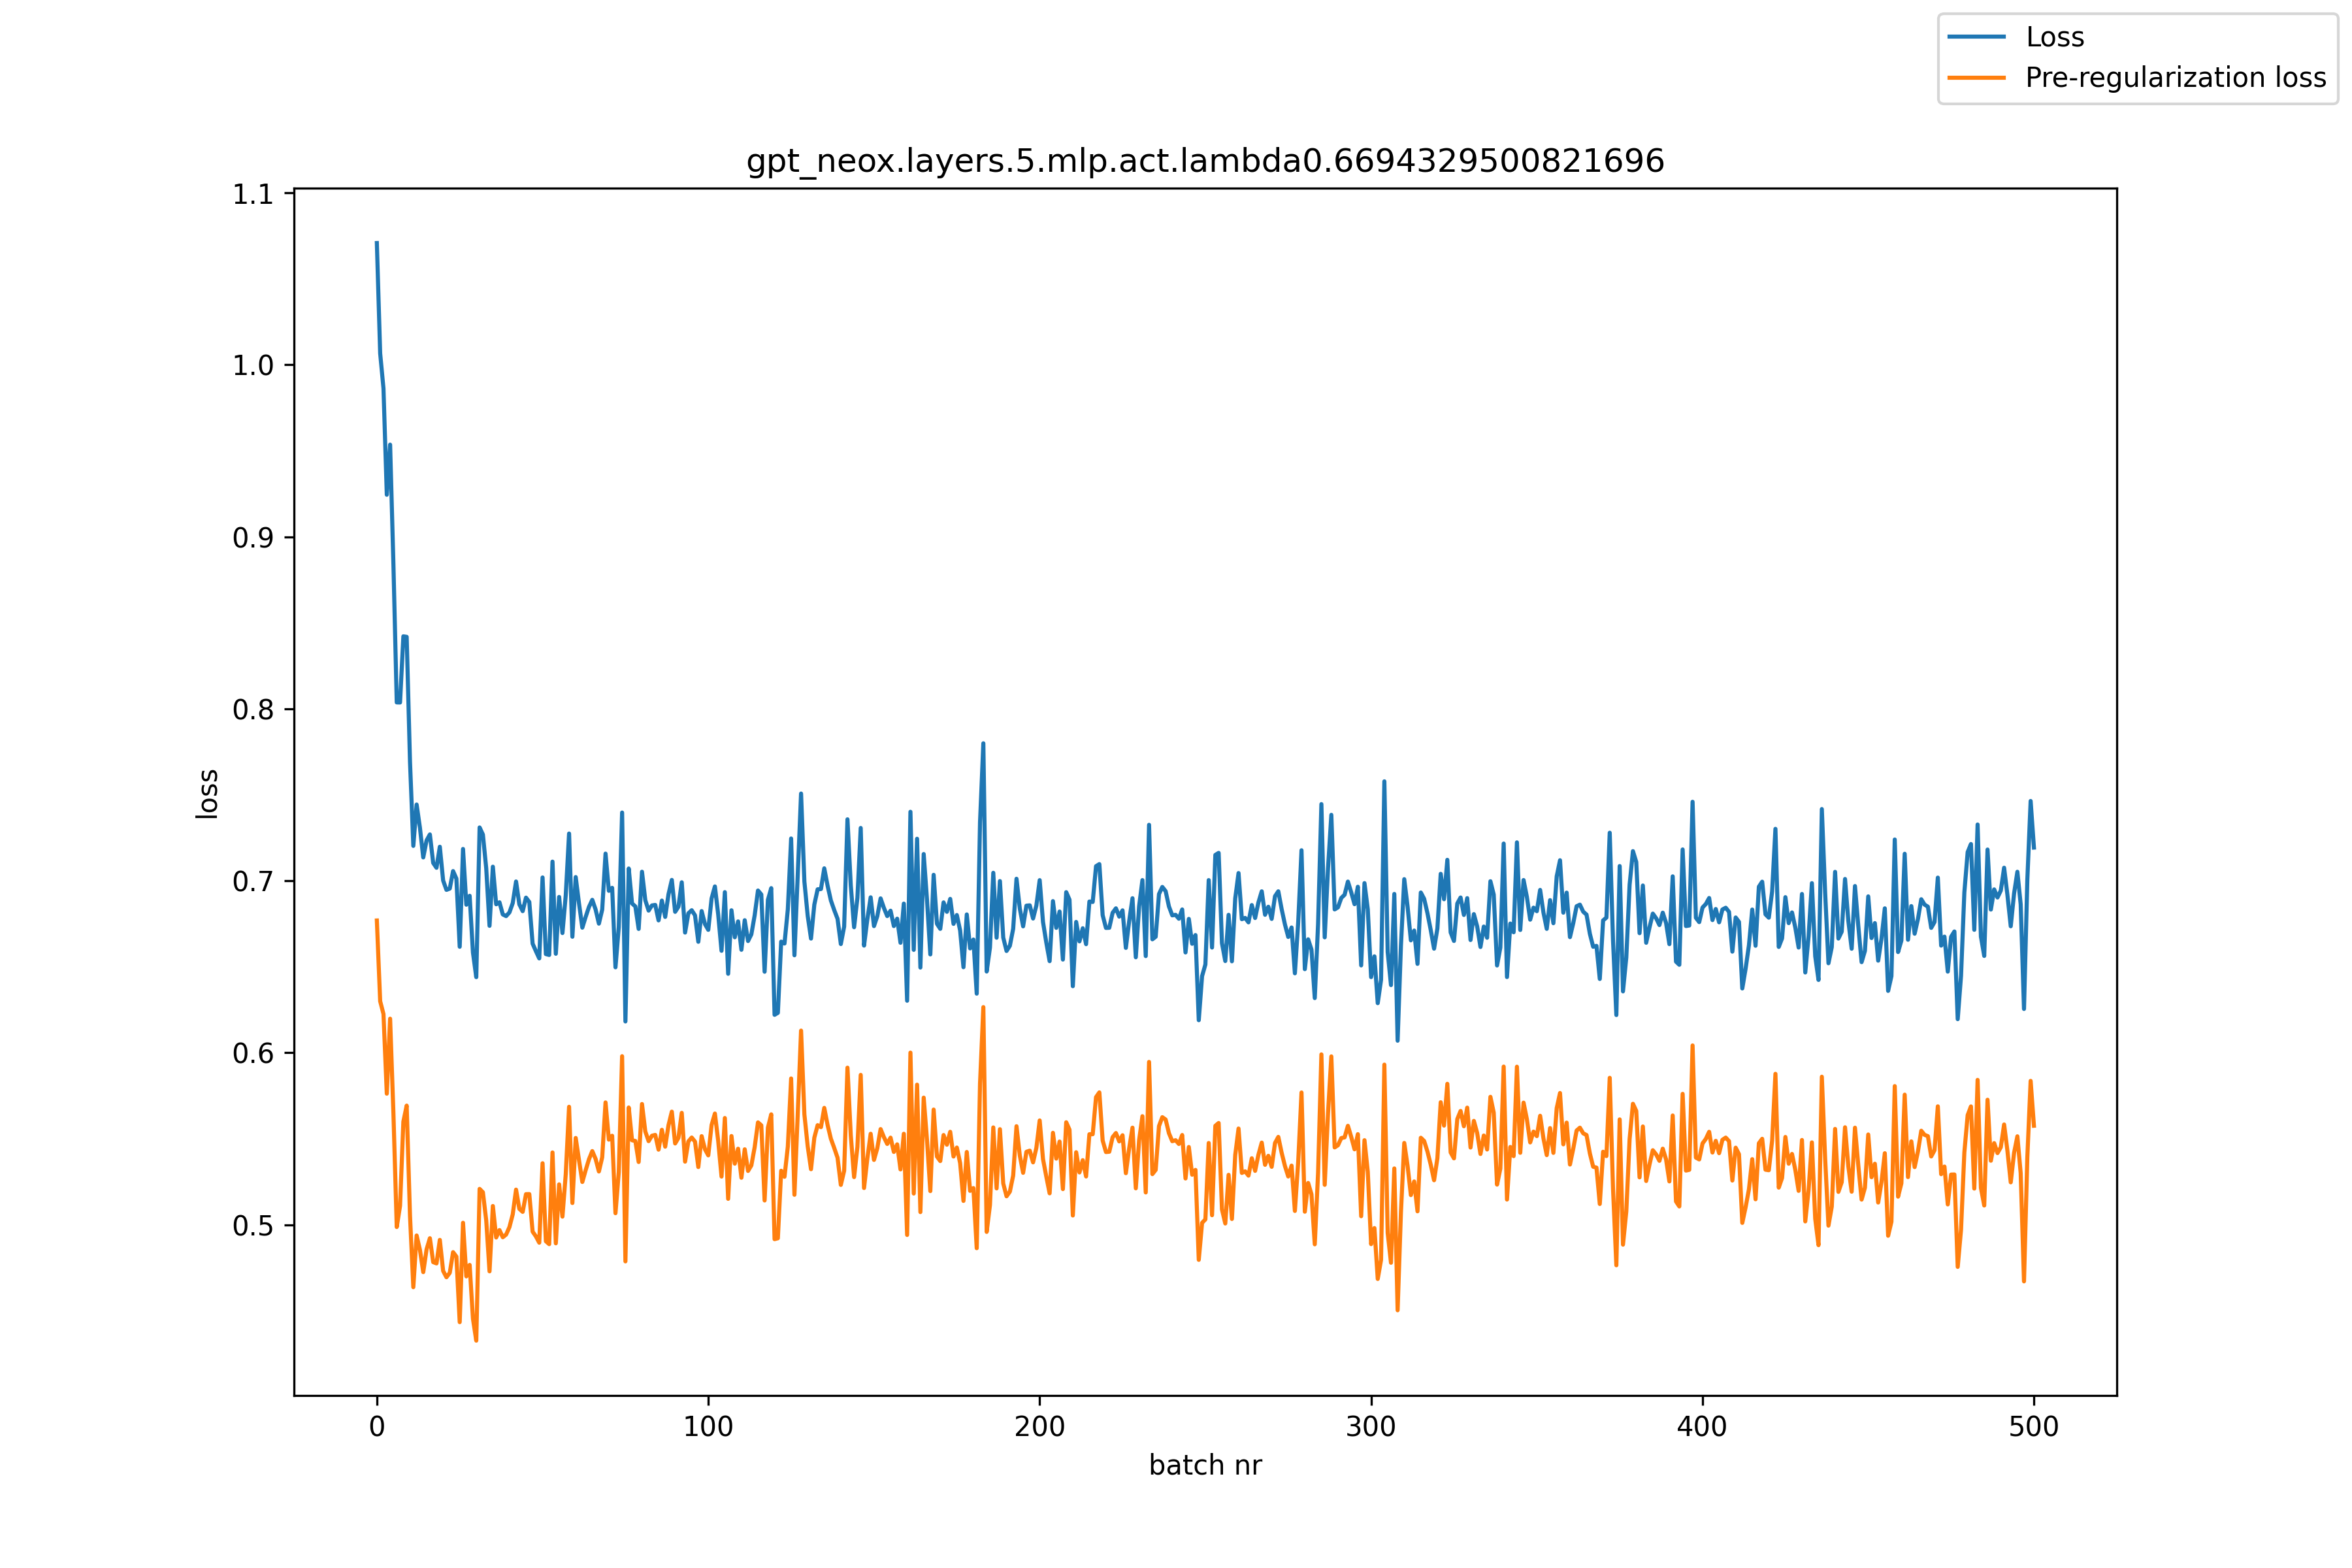 Loss
Pre-regularization loss
gpt_neox.layers.5.mlp.act.lambda0.6694329500821696
1.1
1.0
0.9
0.8
0.7
0.6
0.5
loss
0 100 200 300 400 500
batch nr